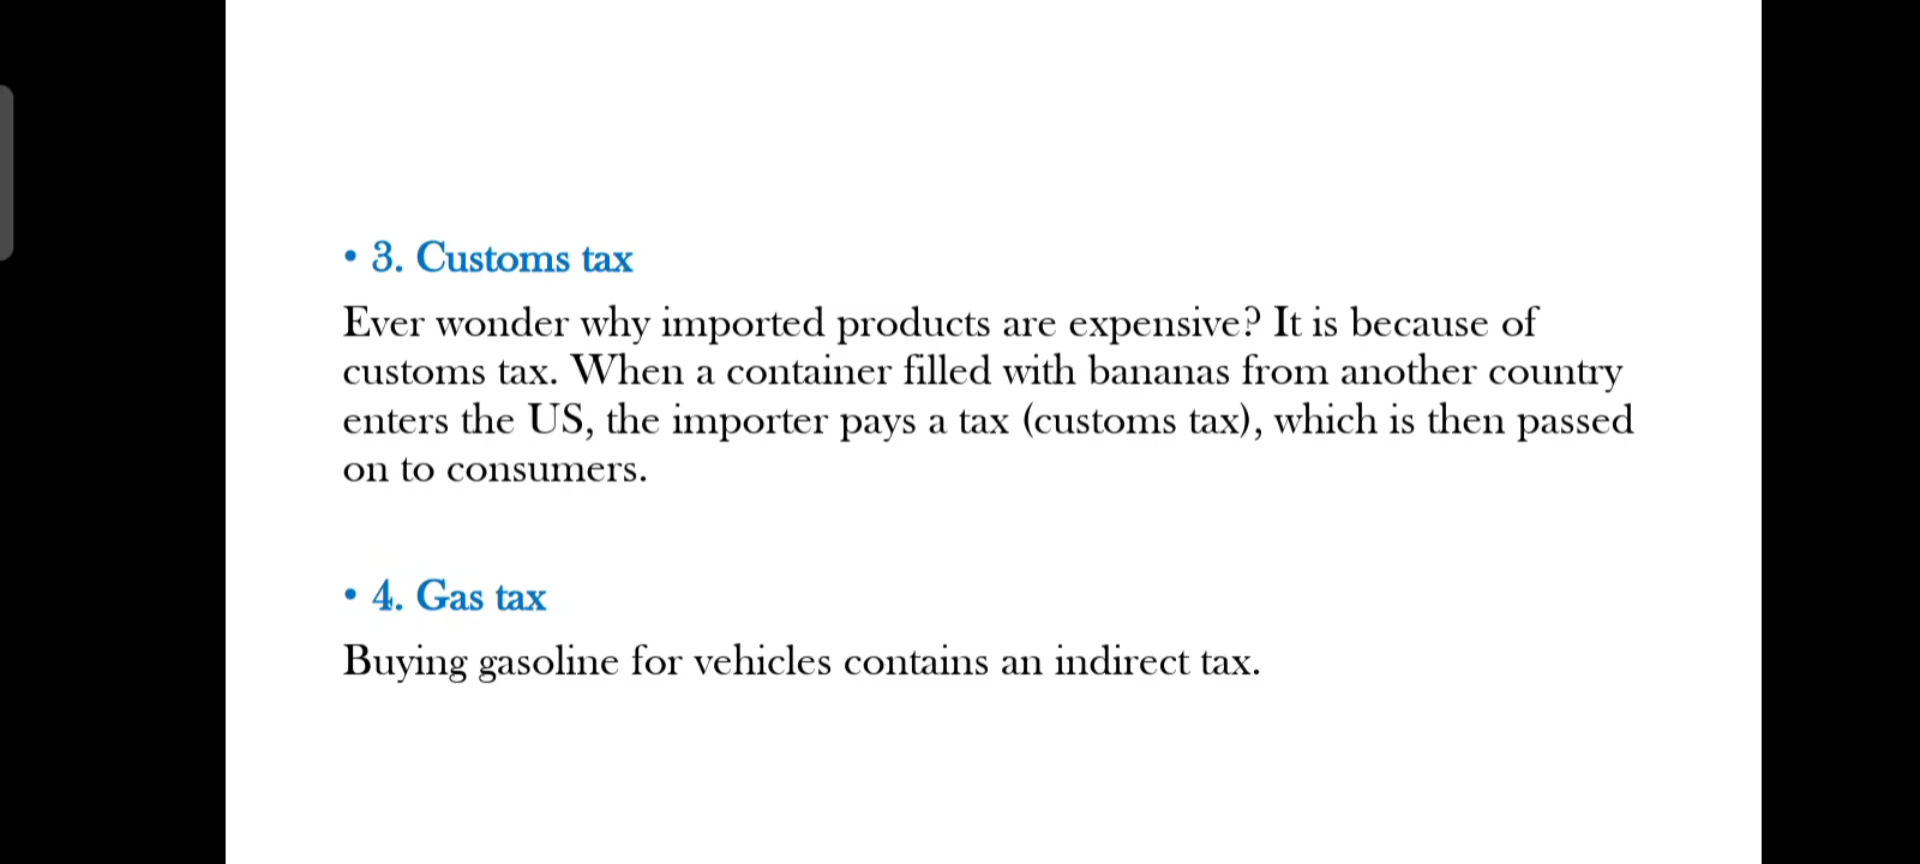 • 3. Customs tax
Ever wonder why imported products are expensive? It is because of
customs tax. When a container filled with bananas from another country
enters the US, the importer pays a tax (customs tax), which is then passed
on to consumers.
• 4. Gas tax
Buying gasoline for vehicles contains an indirect tax.